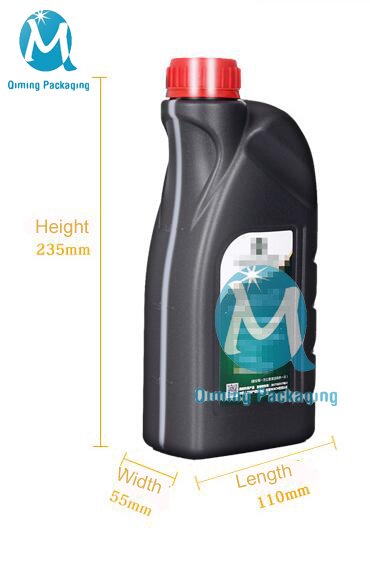 M
Qiming Packaging
Height
235mm
M
Qiming Packaging
Width
55mm
Length
110mm